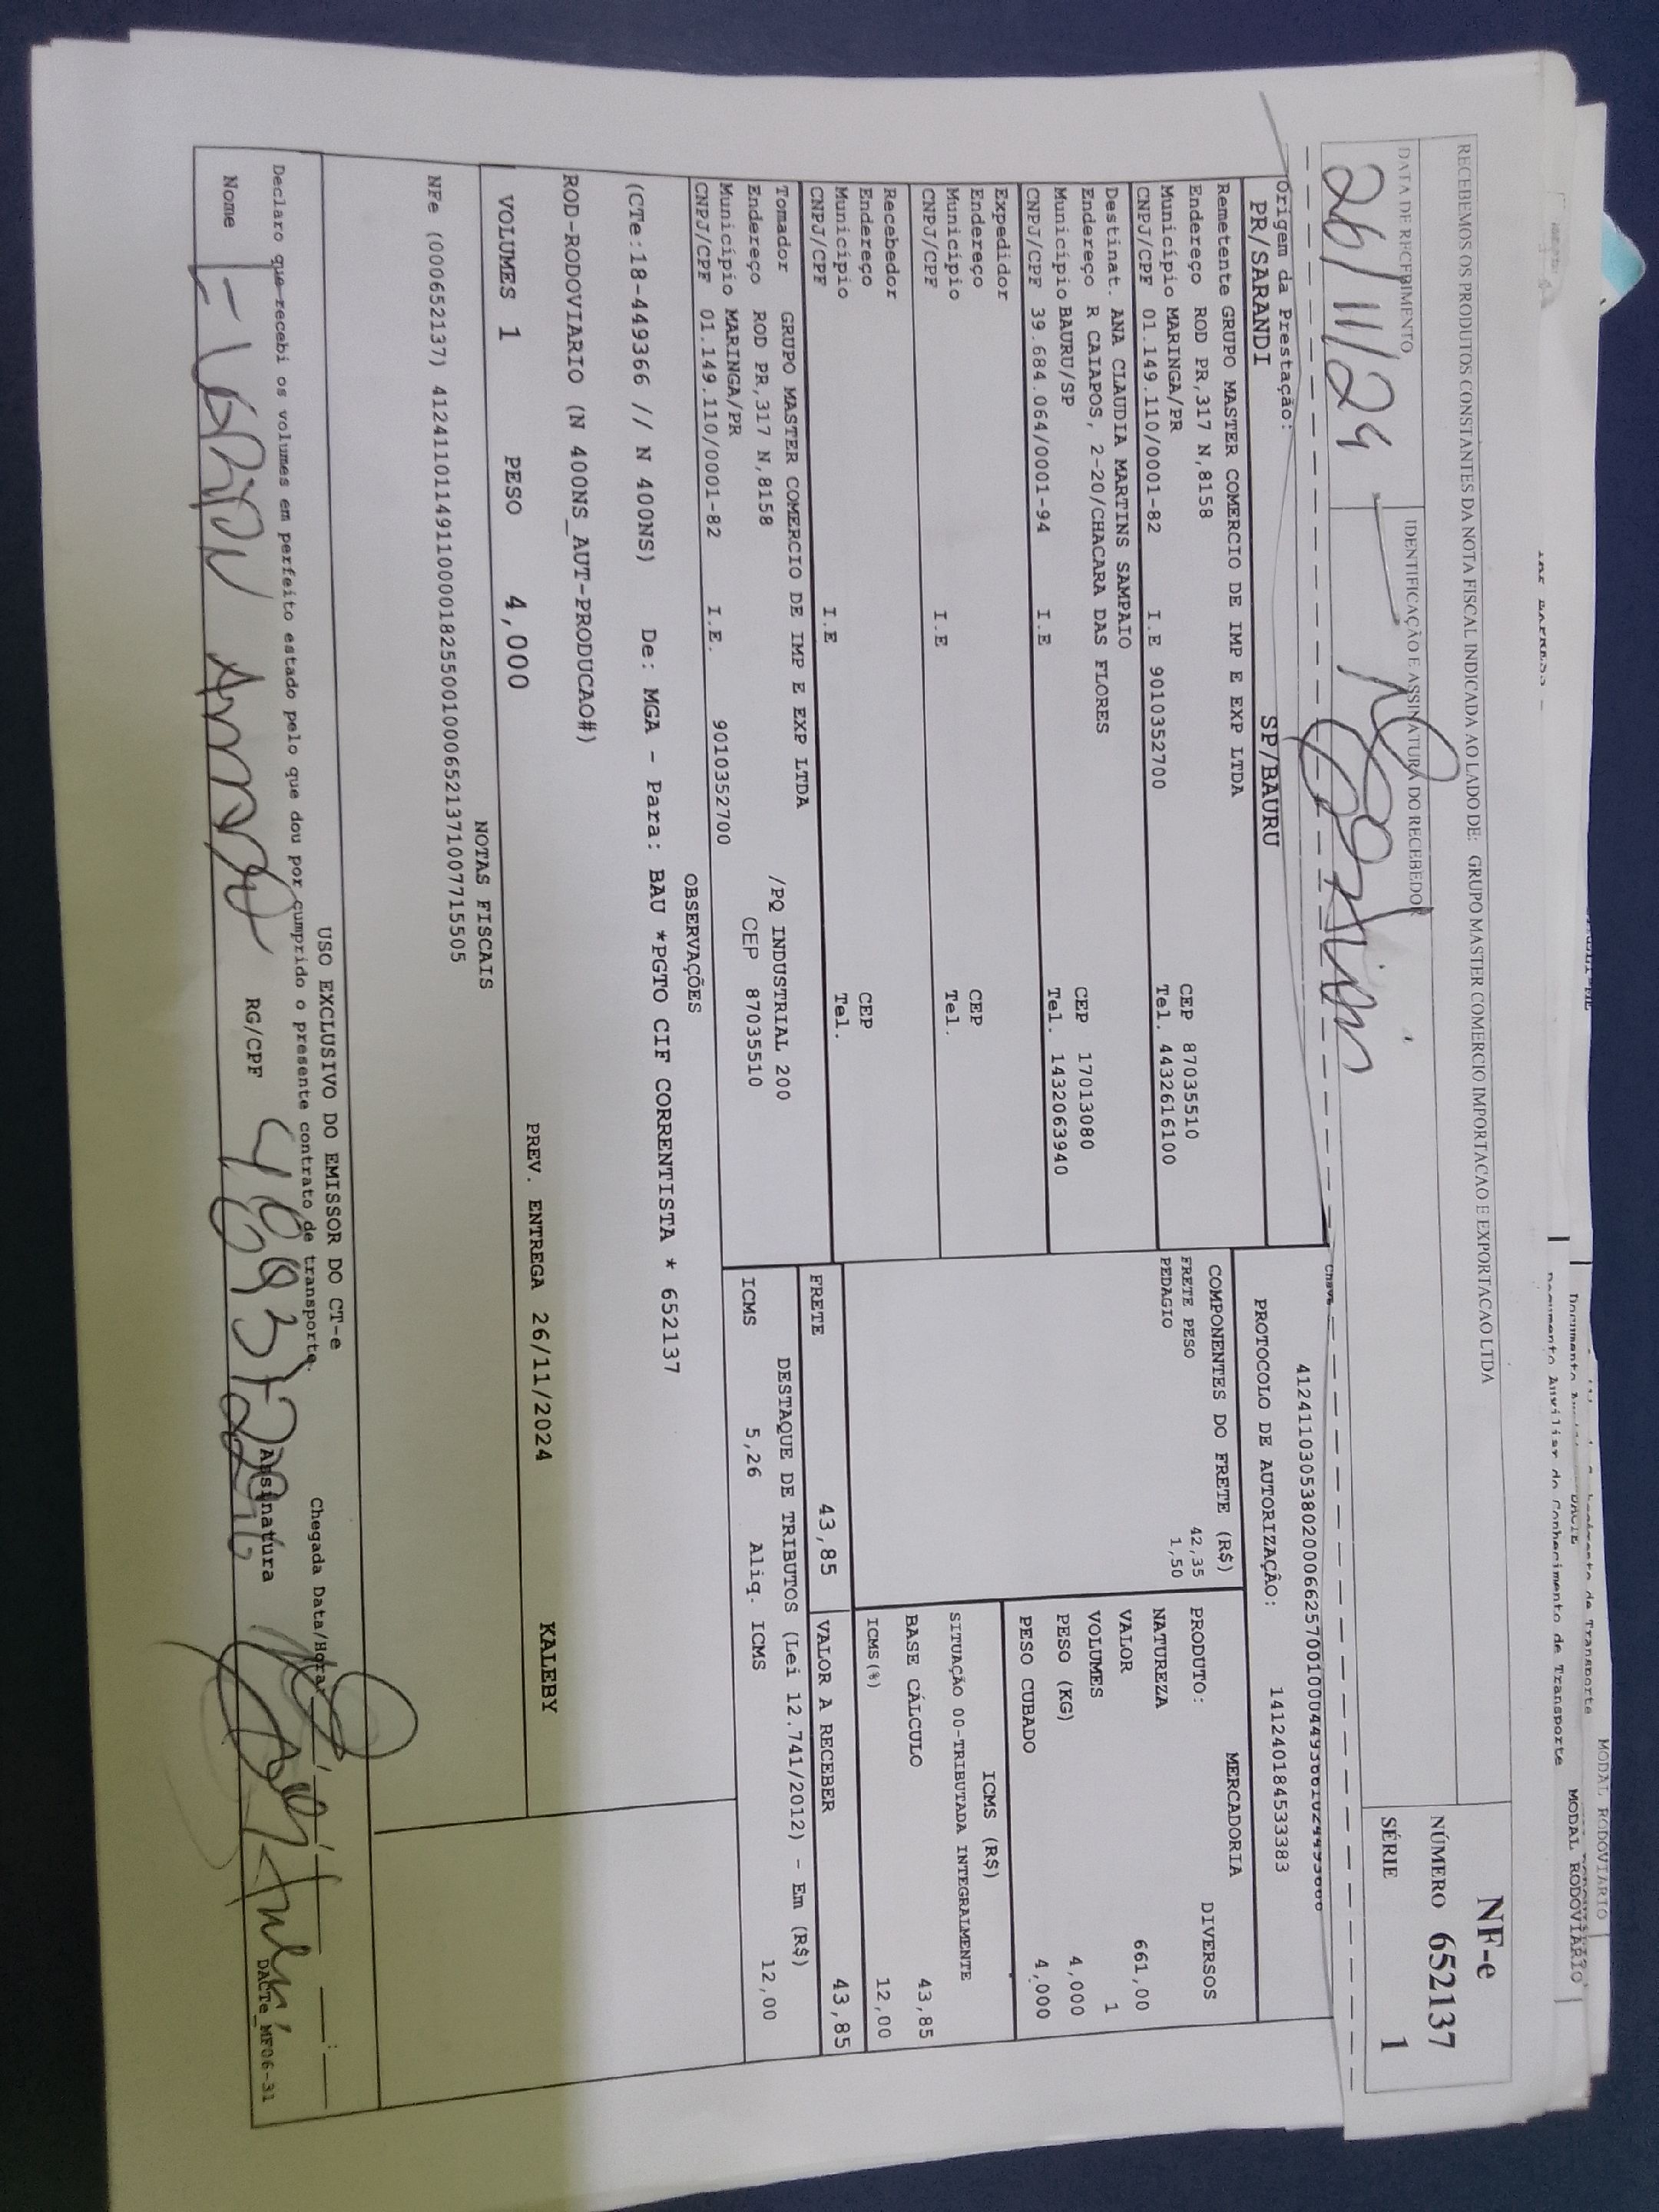 MODAL RODOVIARIO
Documento Auxiliar do Conhecimento de Transporte
MODAL RODOVIARIO
RECEBEMOS OS PRODUTOS CONSTANTES DA NOTA FISCAL INDICADA AO LADO DE: GRUPO MASTER COMERCIO IMPORTACAO E EXPORTACAO LTDA
NF-e
NÚMERO 652137
SÉRIE 1
DATA DE RECEBIMENTO
IDENTIFICAÇÃO E ASSINATURA DO RECEBEDOR
26/11/24
Chave
Origem da Prestação:
PR/SARANDI SP/BAURU
PROTOCOLO DE AUTORIZAÇÃO: 141240184533383
Remetente GRUPO MASTER COMERCIO DE IMP E EXP LTDA
Endereço ROD PR,317 N,8158 CEP 87035510
Município MARINGA/PR Tel. 4432616100
CNPJ/CPF 01.149.110/0001-82 I.E 9010352700
Destinat. ANA CLAUDIA MARTINS SAMPAIO
Endereço R CAIAPOS, 2-20/CHACARA DAS FLORES CEP 17013080
Município BAURU/SP Tel. 1432063940
CNPJ/CPF 39.684.064/0001-94 I.E
Expedidor
Endereço CEP
Município Tel.
CNPJ/CPF I.E
Recebedor
Endereço CEP
Município Tel.
CNPJ/CPF I.E
Tomador GRUPO MASTER COMERCIO DE IMP E EXP LTDA /PQ INDUSTRIAL 200
Endereço ROD PR,317 N,8158 CEP 87035510
Município MARINGA/PR
CNPJ/CPF 01.149.110/0001-82 I.E. 9010352700
COMPONENTES DO FRETE (R$)
FRETE PESO 42,35
PEDAGIO 1,50
MERCADORIA
PRODUTO: DIVERSOS
NATUREZA
VALOR 661,00
VOLUMES 1
PESO (KG) 4,000
PESO CUBADO 4,000
ICMS (R$)
SITUAÇÃO 00-TRIBUTADA INTEGRALMENTE
BASE CÁLCULO 43,85
ICMS(%) 12,00
FRETE 43,85 VALOR A RECEBER 43,85
DESTAQUE DE TRIBUTOS (Lei 12.741/2012) - Em (R$)
ICMS 5,26 Aliq. ICMS 12,00
OBSERVAÇÕES
(CTe:18-449366 // N 400NS) De: MGA - Para: BAU *PGTO CIF CORRENTISTA * 652137
ROD-RODOVIARIO (N 400NS_AUT-PRODUCAO#)
VOLUMES 1 PESO 4,000 PREV. ENTREGA 26/11/2024 KALEBY
NOTAS FISCAIS
NFe (000652137) 41241101149110000182550010006521371007715505
USO EXCLUSIVO DO EMISSOR DO CT-e
Declaro que recebi os volumes em perfeito estado pelo que dou por cumprido o presente contrato de transporte.
Chegada Data/Hora
Nome RG/CPF Assinatura
DACTe_MF06-31